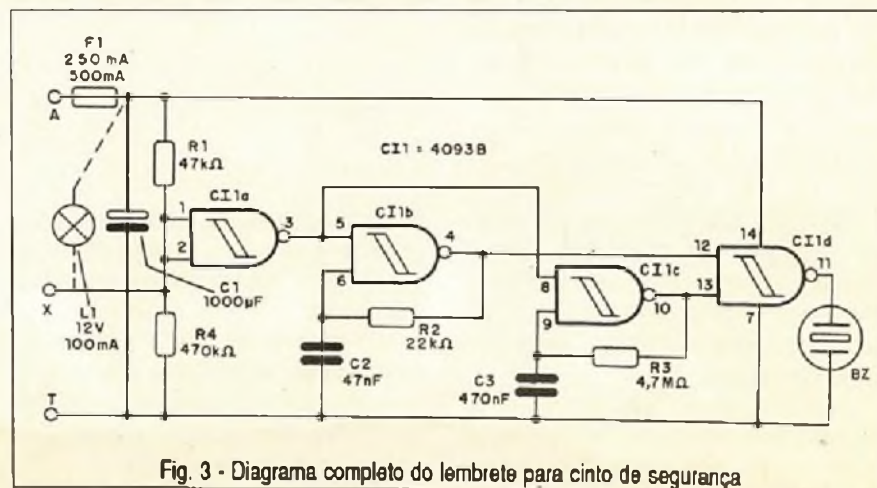 F1
250 mA
500mA
A
R1
47kΩ
CI1 = 4093B
CI1a
1
2
3
CI1b
5
6
4
14
12
CI1d
11
13
7
CI1c
8
9
10
C1
1000µF
X
L1
12V
100mA
R4
470kΩ
R2
22kΩ
C2
47nF
R3
4,7MΩ
C3
470nF
BZ
T
Fig. 3 - Diagrama completo do lembrete para cinto de segurança